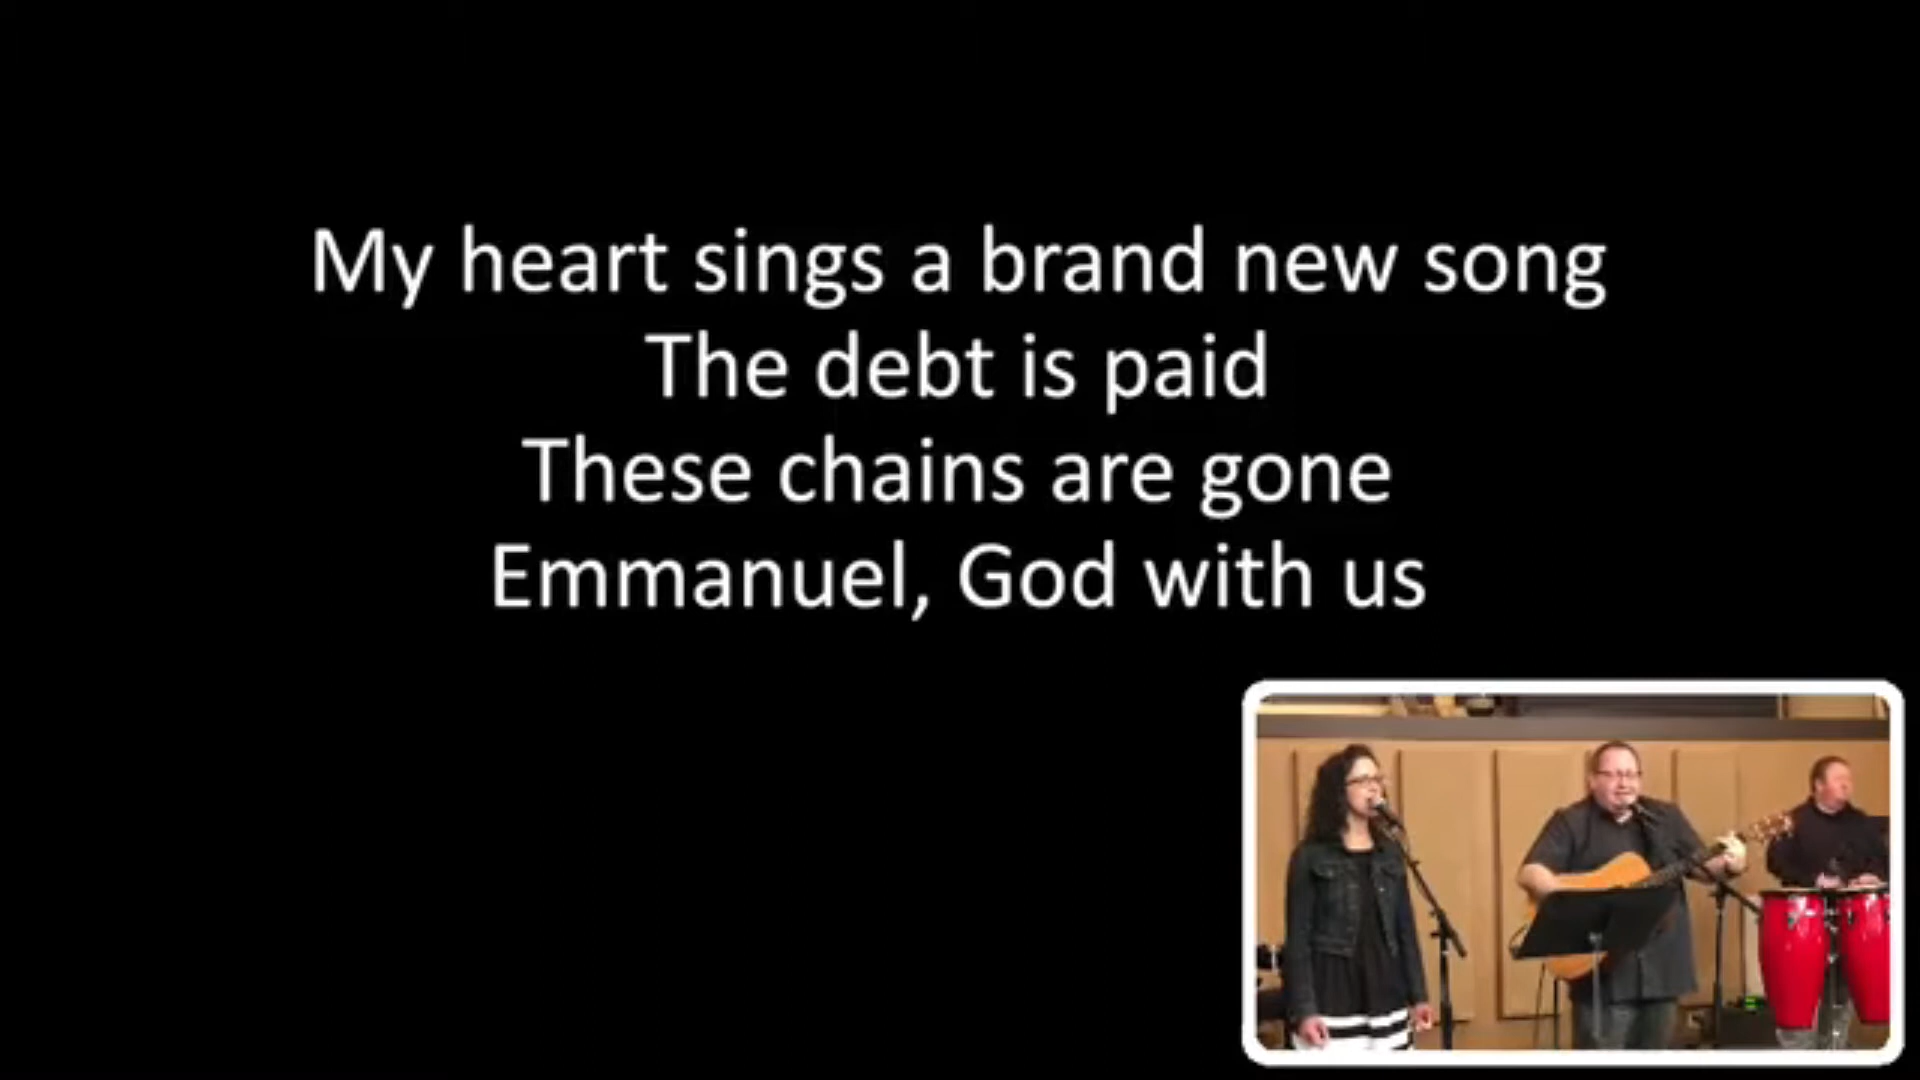 My heart sings a brand new song
The debt is paid
These chains are gone
Emmanuel, God with us